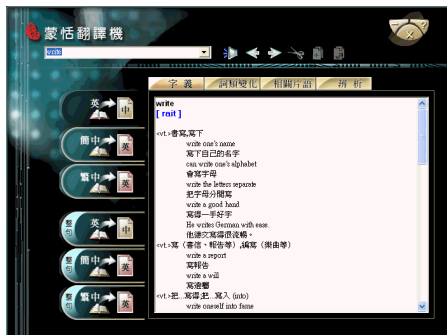 蒙恬翻譯機
write
字 義
詞類變化
相關片語
辨 析
英 中
簡中 英
繁中 英
整句 英 中
整句 簡中 英
整句 繁中 英
write
[ rait ]
<vt.>書寫,寫下
write one's name
寫下自己的名字
can write one's alphabet
會寫字母
write the letters separate
把字母分開寫
write a good hand
寫得一手好字
He writes German with ease.
他德文寫得很流暢。
<vt.>寫（書信、報告等）,編寫（樂曲等）
write a report
寫報告
write a will
寫遺囑
<vt.>把...寫得;把...寫入 (into)
write oneself into fame